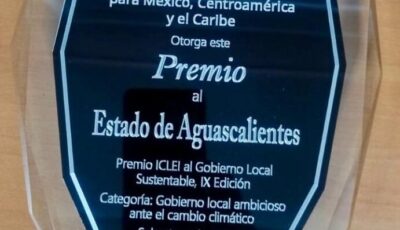 para México, Centroamérica
y el Caribe
Otorga este
Premio
al
Estado de Aguascalientes
Premio ICLEI al Gobierno Local
Sustentable, IX Edición
Categoría: Gobierno local ambicioso
ante el cambio climático